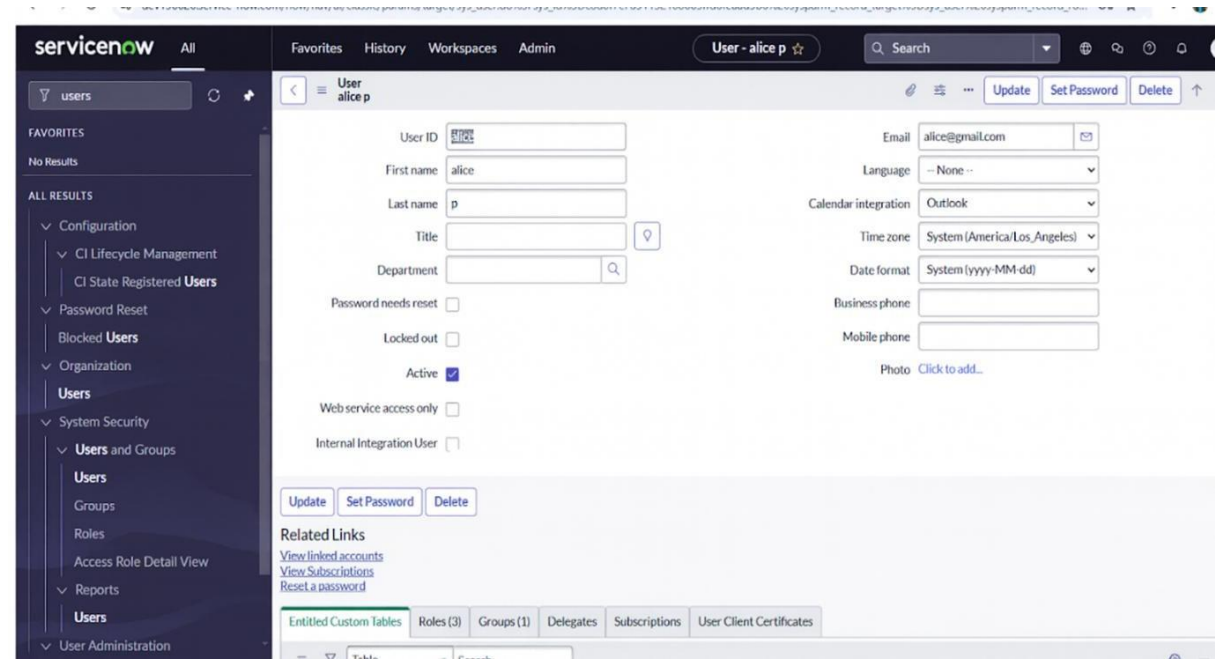 servicenow All Favorites History Workspaces Admin User - alice p Search
users
FAVORITES
No Results
ALL RESULTS
Configuration
CI Lifecycle Management
CI State Registered Users
Password Reset
Blocked Users
Organization
Users
System Security
Users and Groups
Users
Groups
Roles
Access Role Detail View
Reports
Users
User Administration
User
alice p
Update Set Password Delete
User ID alice
First name alice
Last name p
Title
Department
Password needs reset
Locked out
Active
Web service access only
Internal Integration User
Email alice@gmail.com
Language -- None --
Calendar integration Outlook
Time zone System (America/Los_Angeles)
Date format System (yyyy-MM-dd)
Business phone
Mobile phone
Photo Click to add...
Update Set Password Delete
Related Links
View linked accounts
View Subscriptions
Reset a password
Entitled Custom Tables Roles (3) Groups (1) Delegates Subscriptions User Client Certificates
Table Search